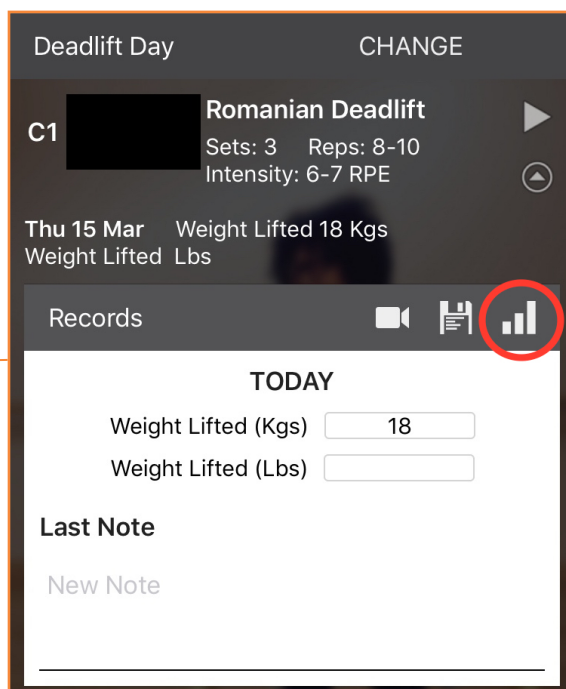 Deadlift Day CHANGE
C1 Romanian Deadlift
Sets: 3 Reps: 8-10
Intensity: 6-7 RPE
Thu 15 Mar Weight Lifted 18 Kgs
Weight Lifted Lbs
Records
TODAY
Weight Lifted (Kgs) 18
Weight Lifted (Lbs)
Last Note
New Note